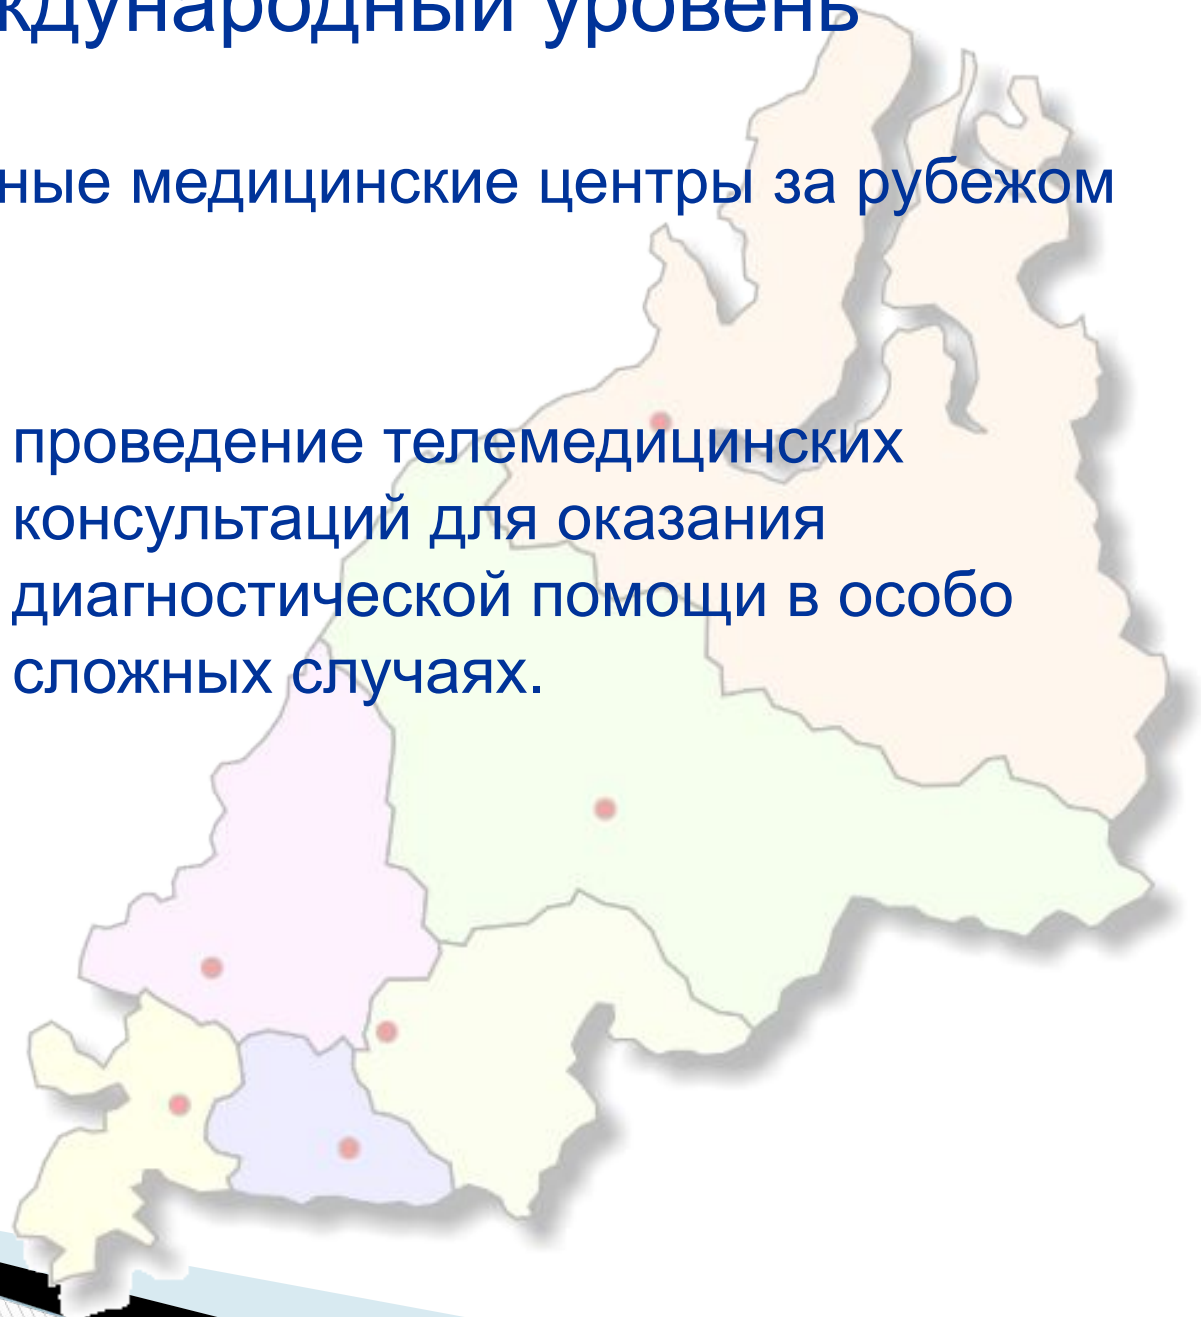 ждународный уровень
ные медицинские центры за рубежом
проведение телемедицинских
консультаций для оказания
диагностической помощи в особо
сложных случаях.